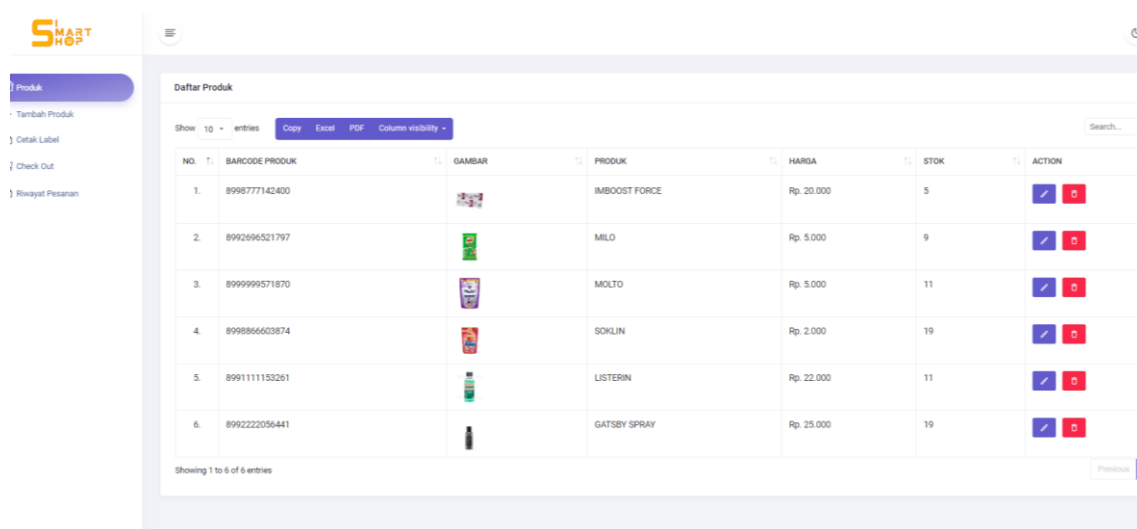 SI
MART
HOP
Produk
Tambah Produk
Cetak Label
Check Out
Riwayat Pesanan
Daftar Produk
Show 10 entries Copy Excel PDF Column visibility Search...
NO. BARCODE PRODUK GAMBAR PRODUK HARGA STOK ACTION
1. 8998777142400 IMBOOST FORCE Rp. 20.000 5
2. 8992696521797 MILO Rp. 5.000 9
3. 8999999571870 MOLTO Rp. 5.000 11
4. 8998866603874 SOKLIN Rp. 2.000 19
5. 8991111153261 LISTERIN Rp. 22.000 11
6. 8992222056441 GATSBY SPRAY Rp. 25.000 19
Showing 1 to 6 of 6 entries Previous